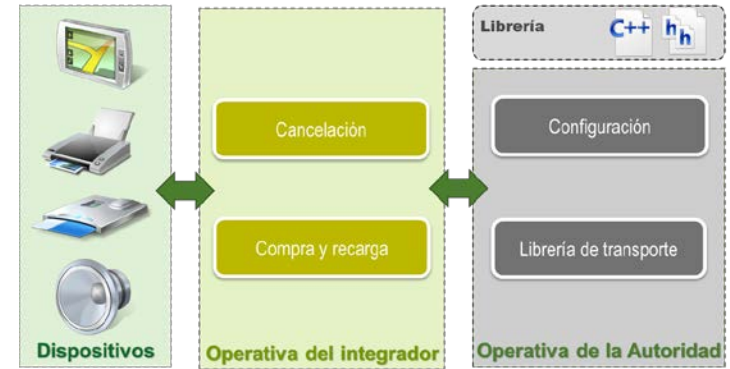 Librería
C++
h
h
Cancelación
Configuración
Compra y recarga
Librería de transporte
Dispositivos
Operativa del integrador
Operativa de la Autoridad